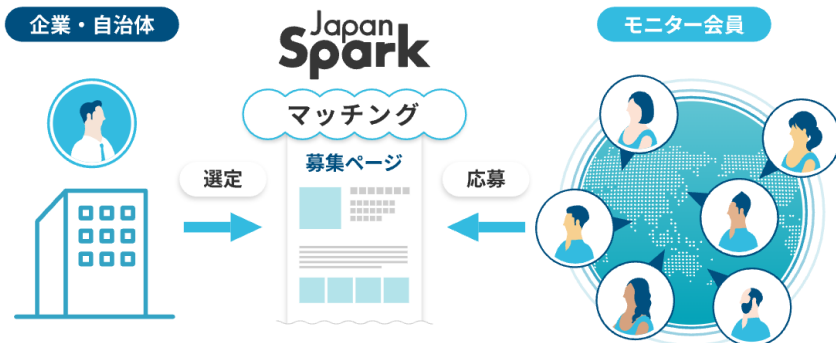 企業・自治体
Japan
Spark
モニター会員
マッチング
募集ページ
選定
応募